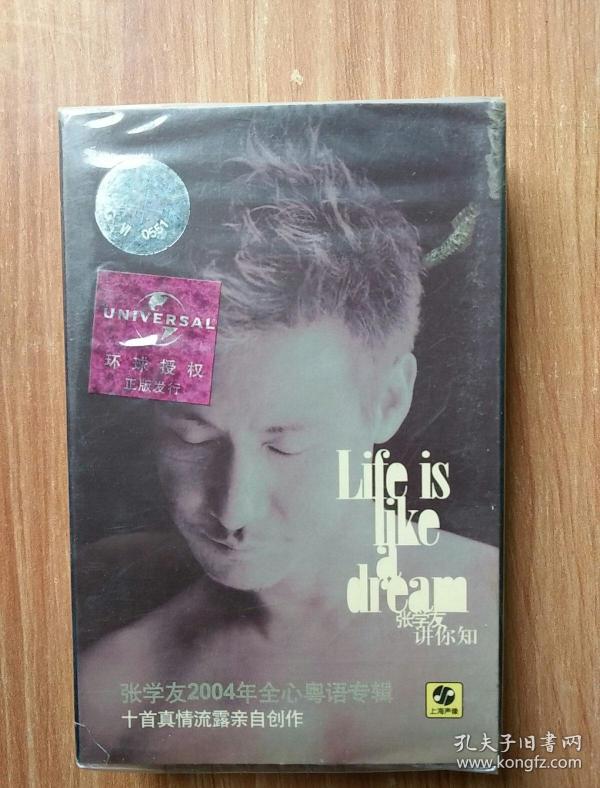 0551
UNIVERSAL
环球授权
正版发行
Life is
like
a
dream
张学友
讲你知
张学友2004年全心粤语专辑
十首真情流露亲自创作
上海声像
孔夫子旧書网
www.kongfz.com